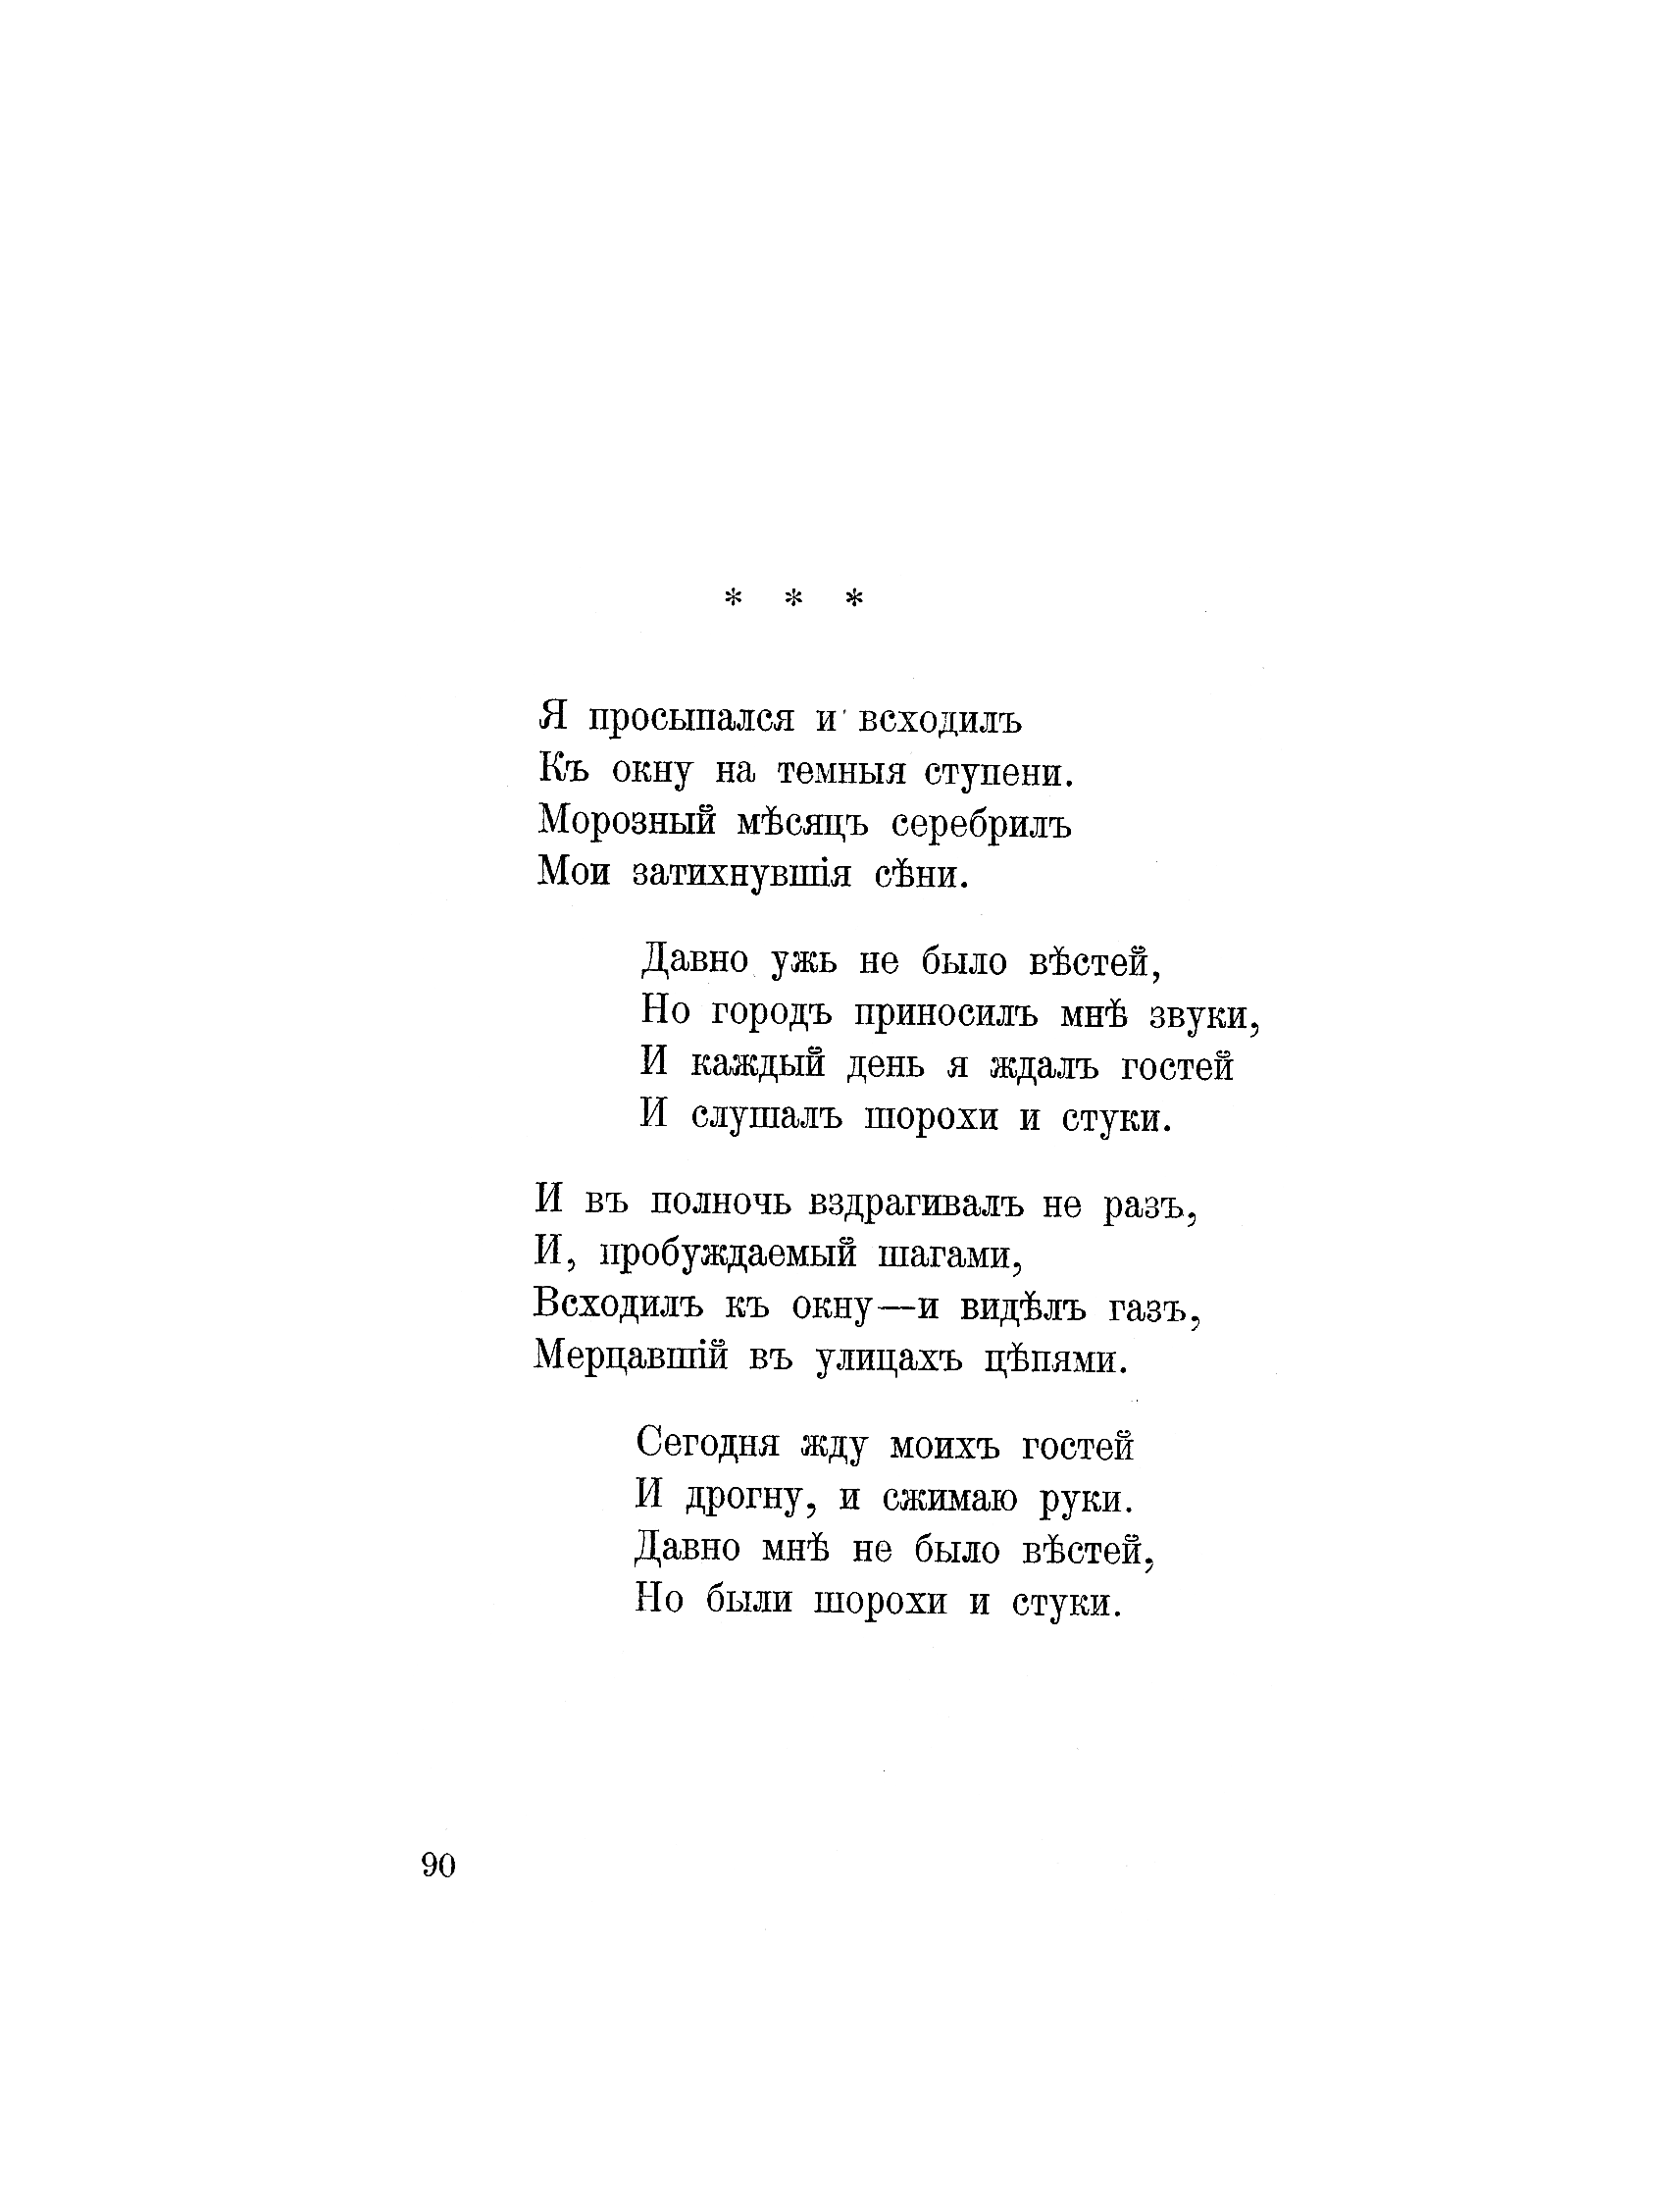 * * *
Я просыпался и всходилъ
Къ окну на темныя ступени.
Морозный мѣсяцъ серебрилъ
Мои затихнувшія сѣни.
Давно ужь не было вѣстей,
Но городъ приносилъ мнѣ звуки,
И каждый день я ждалъ гостей
И слушалъ шорохи и стуки.
И въ полночь вздрагивалъ не разъ,
И, пробуждаемый шагами,
Всходилъ къ окну—и видѣлъ газъ,
Мерцавшій въ улицахъ цѣпями.
Сегодня жду моихъ гостей
И дрогну, и сжимаю руки.
Давно мнѣ не было вѣстей,
Но были шорохи и стуки.
90